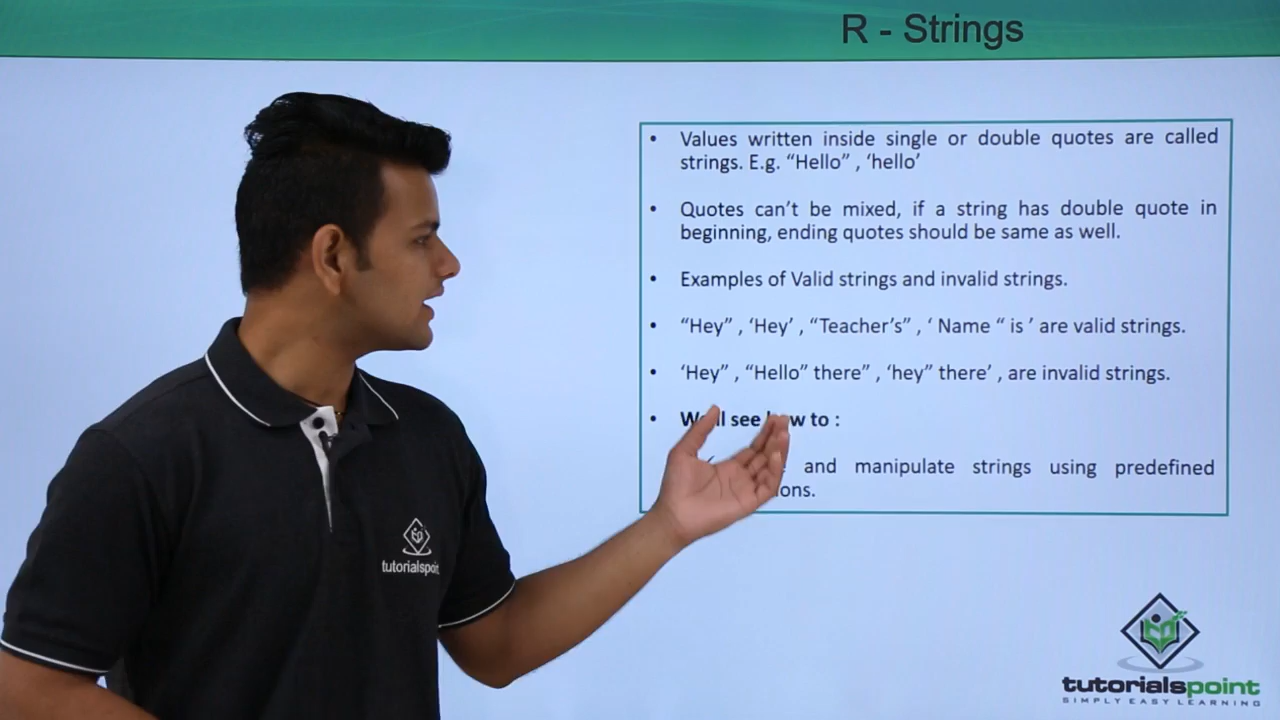 R - Strings
• Values written inside single or double quotes are called
strings. E.g. “Hello” , ‘hello’
• Quotes can’t be mixed, if a string has double quote in
beginning, ending quotes should be same as well.
• Examples of Valid strings and invalid strings.
• “Hey” , ‘Hey’ , “Teacher’s” , ‘ Name “ is ’ are valid strings.
• ‘Hey” , “Hello” there” , ‘hey” there’ , are invalid strings.
• see to :
and manipulate strings using predefined
tutorialspoint
tutorialspoint
SIMPLY EASY LEARNING